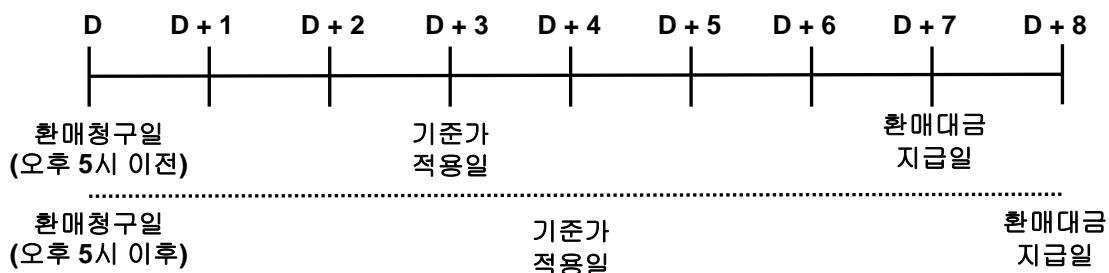 D D + 1 D + 2 D + 3 D + 4 D + 5 D + 6 D + 7 D + 8
환매청구일 기준가 환매대금
(오후 5시 이전) 적용일 지급일
환매청구일 기준가 환매대금
(오후 5시 이후) 적용일 지급일